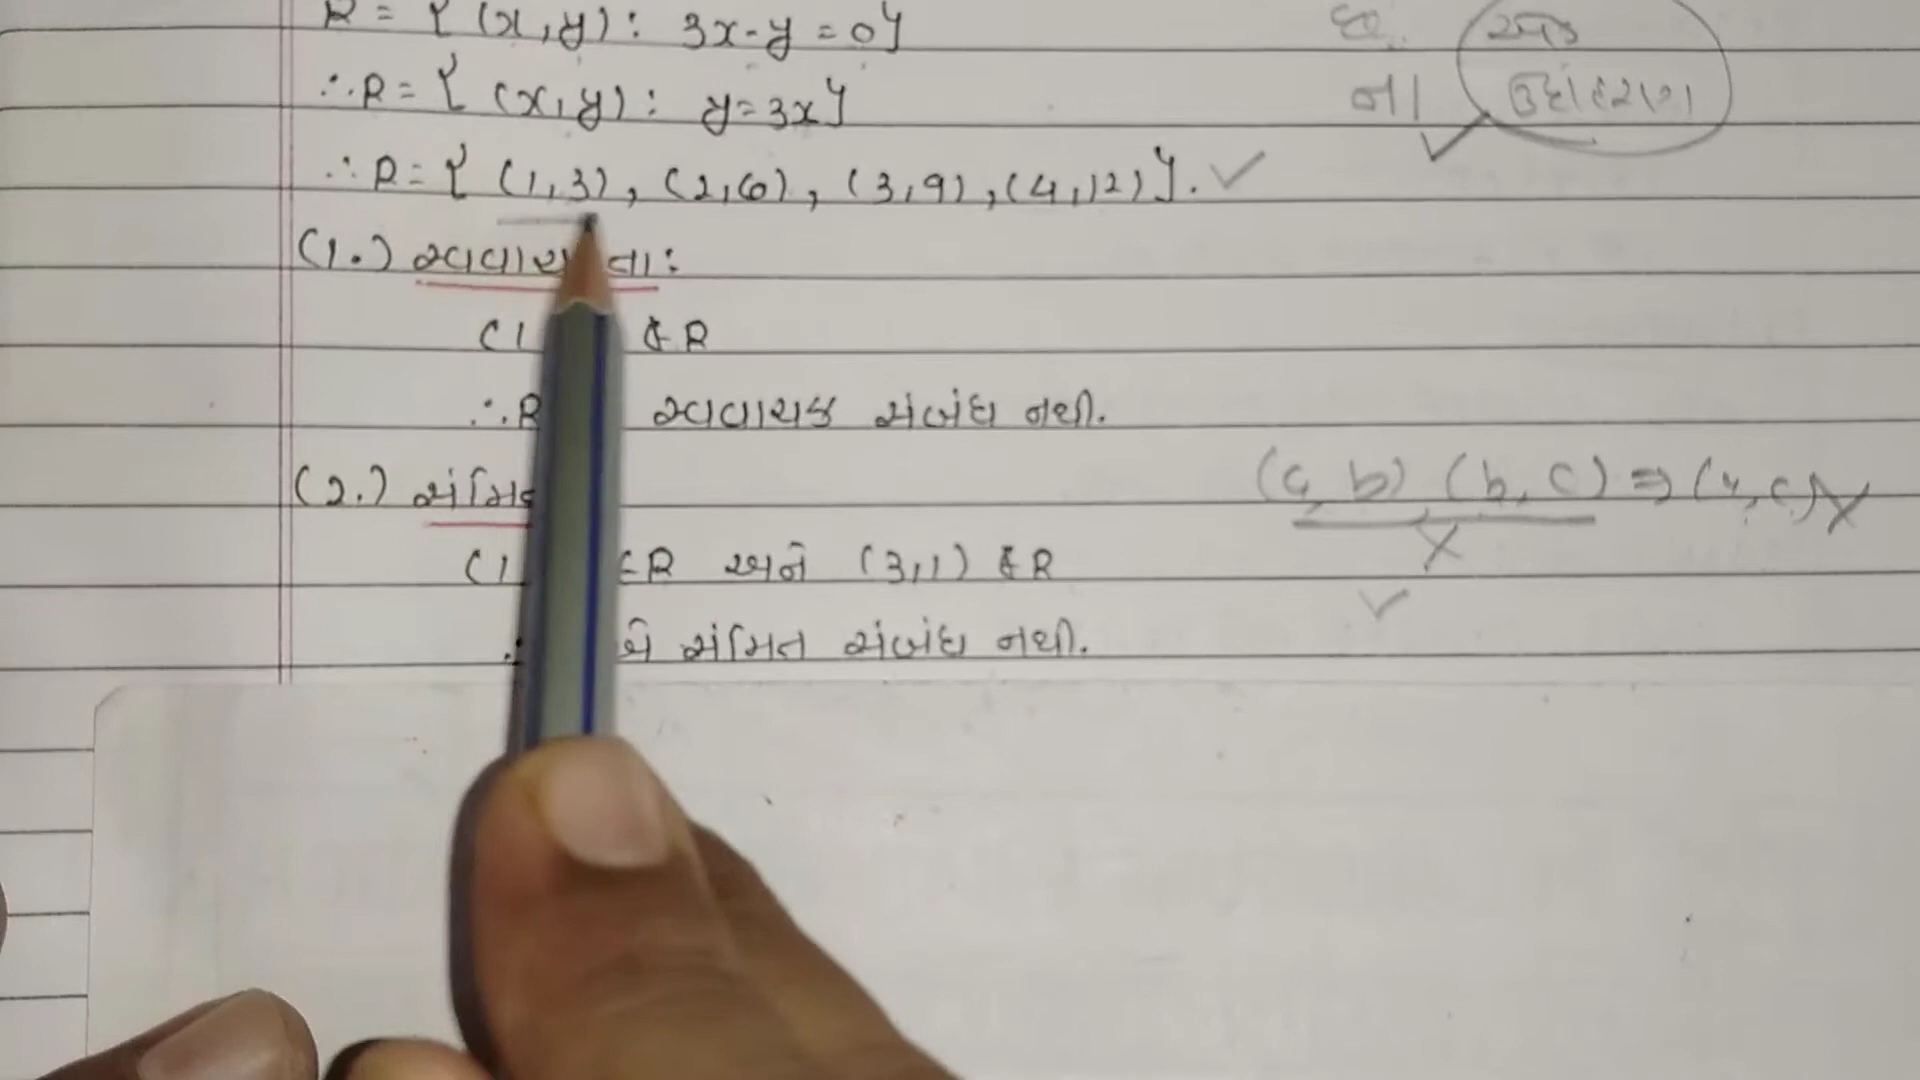 R = { (x,y): 3x-y = 0}
∴R = { (x,y): y=3x}
∴R = { (1,3), (2,6), (3,9), (4,12)}.
ના
ઉદાહરણ
(1.)
(1 ∉ R
∴R સ્વવાચક સંબંધ નથી.
(2.)
(a, b) (b, c) ⇒ (a, c)
(1 ∈R અને (3,1) ∉ R
સંમિત સંબંધ નથી.